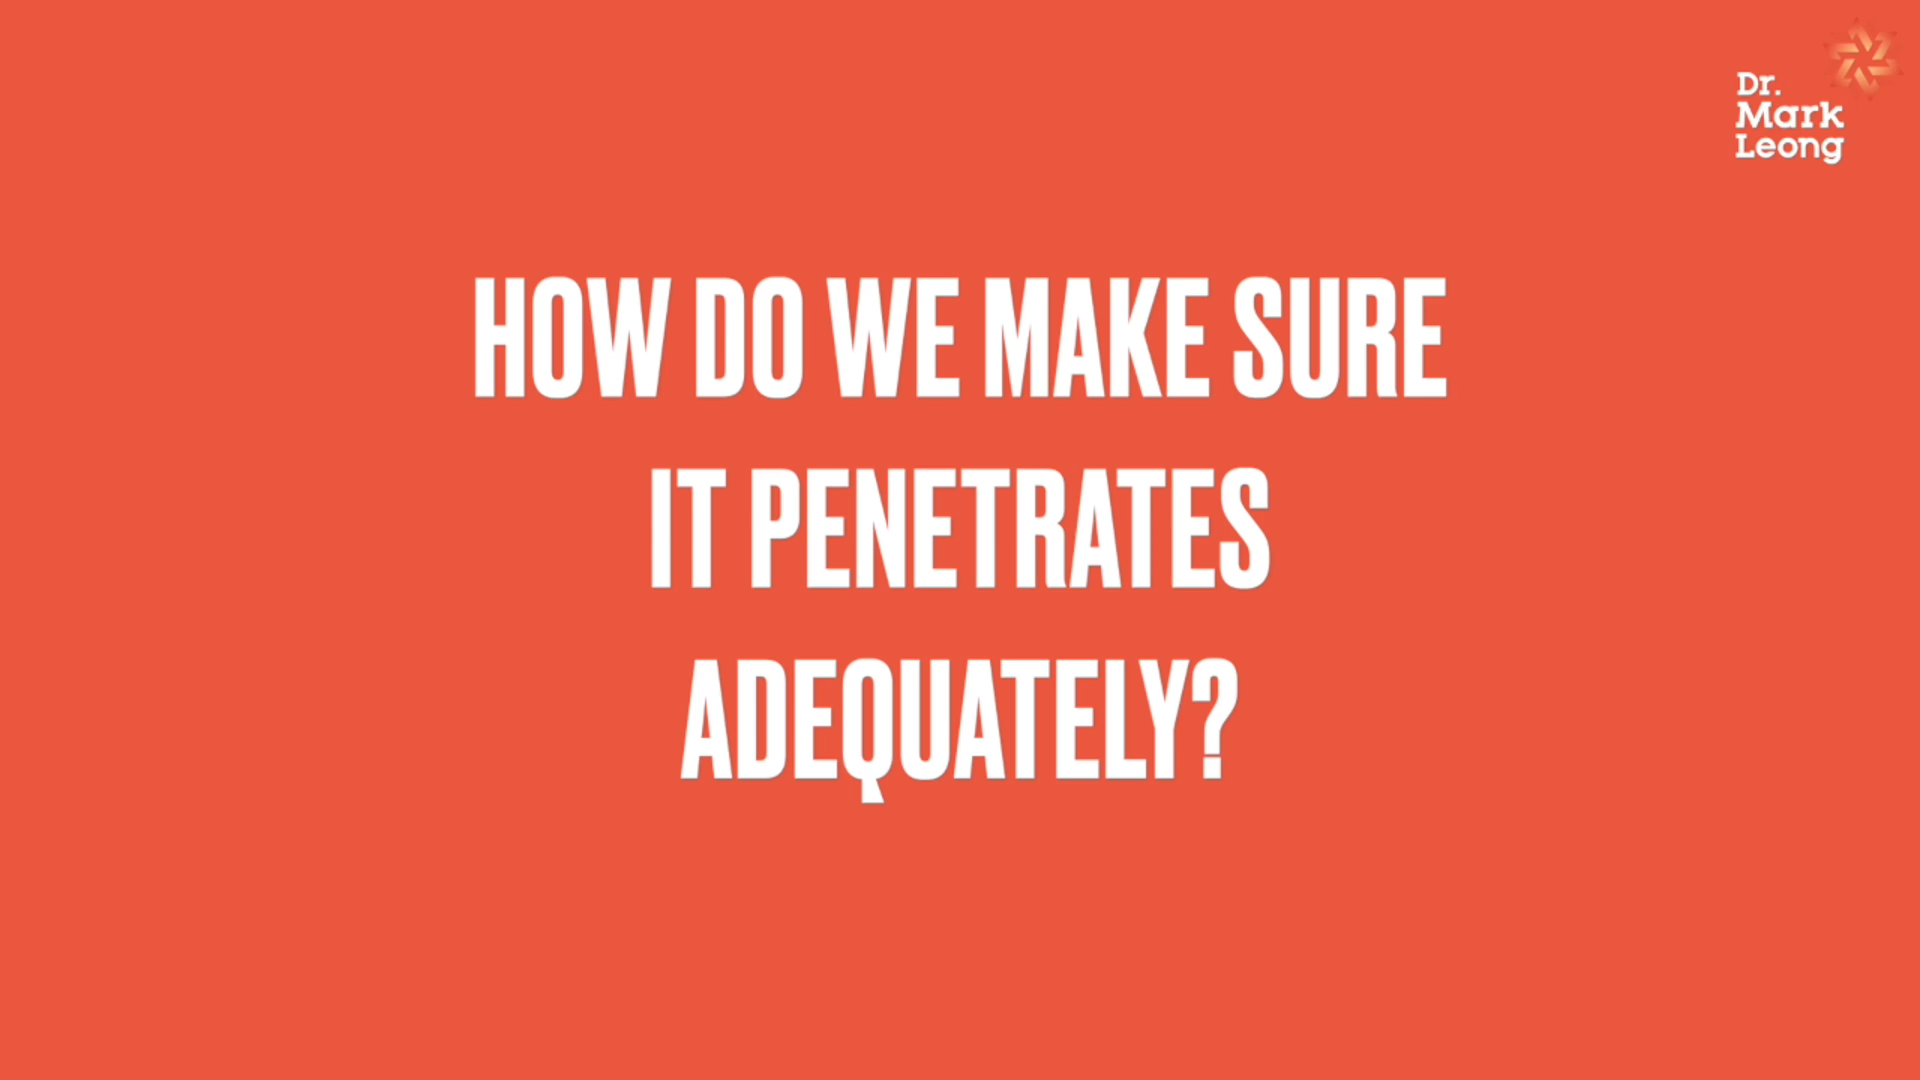 Dr.
Mark
Leong
HOW DO WE MAKE SURE
IT PENETRATES
ADEQUATELY?